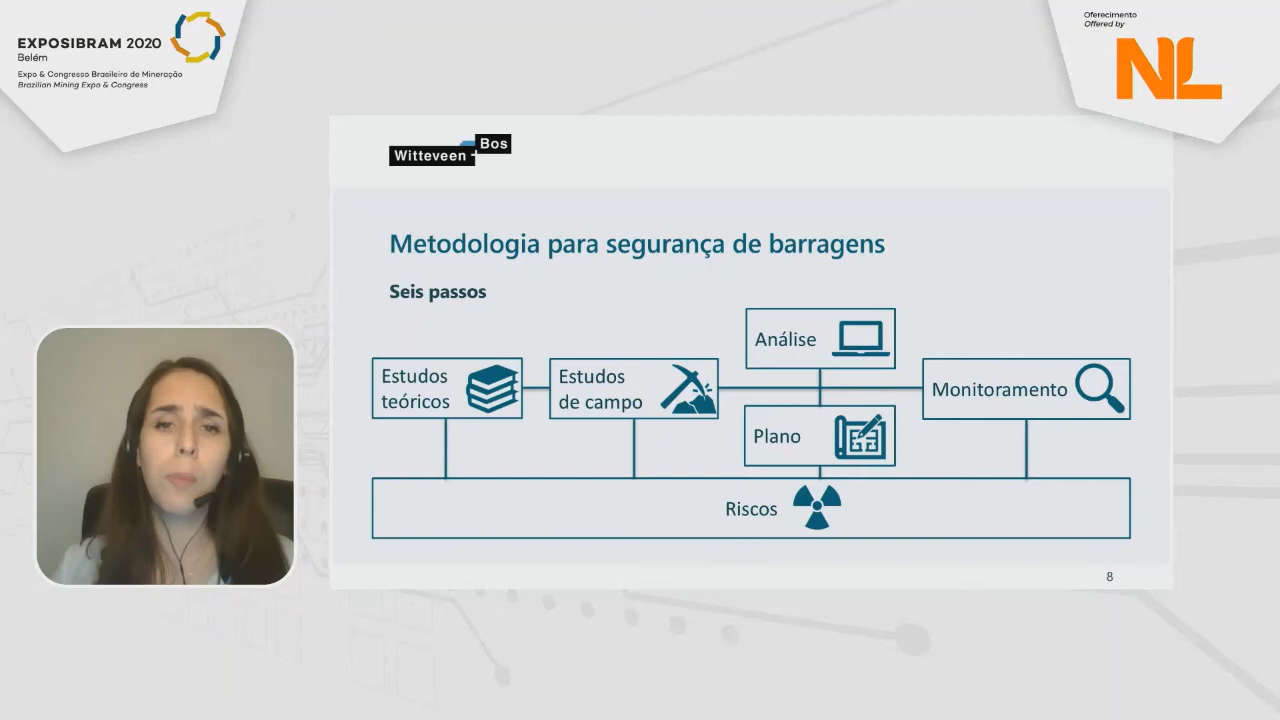 EXPOSIBRAM 2020
Belém
Expo & Congresso Brasileiro de Mineração
Brazilian Mining Expo & Congress
Oferecimento
Offered by
NL
Witteveen + Bos
Metodologia para segurança de barragens
Seis passos
Estudos
teóricos
Estudos
de campo
Análise
Plano
Monitoramento
Riscos
8